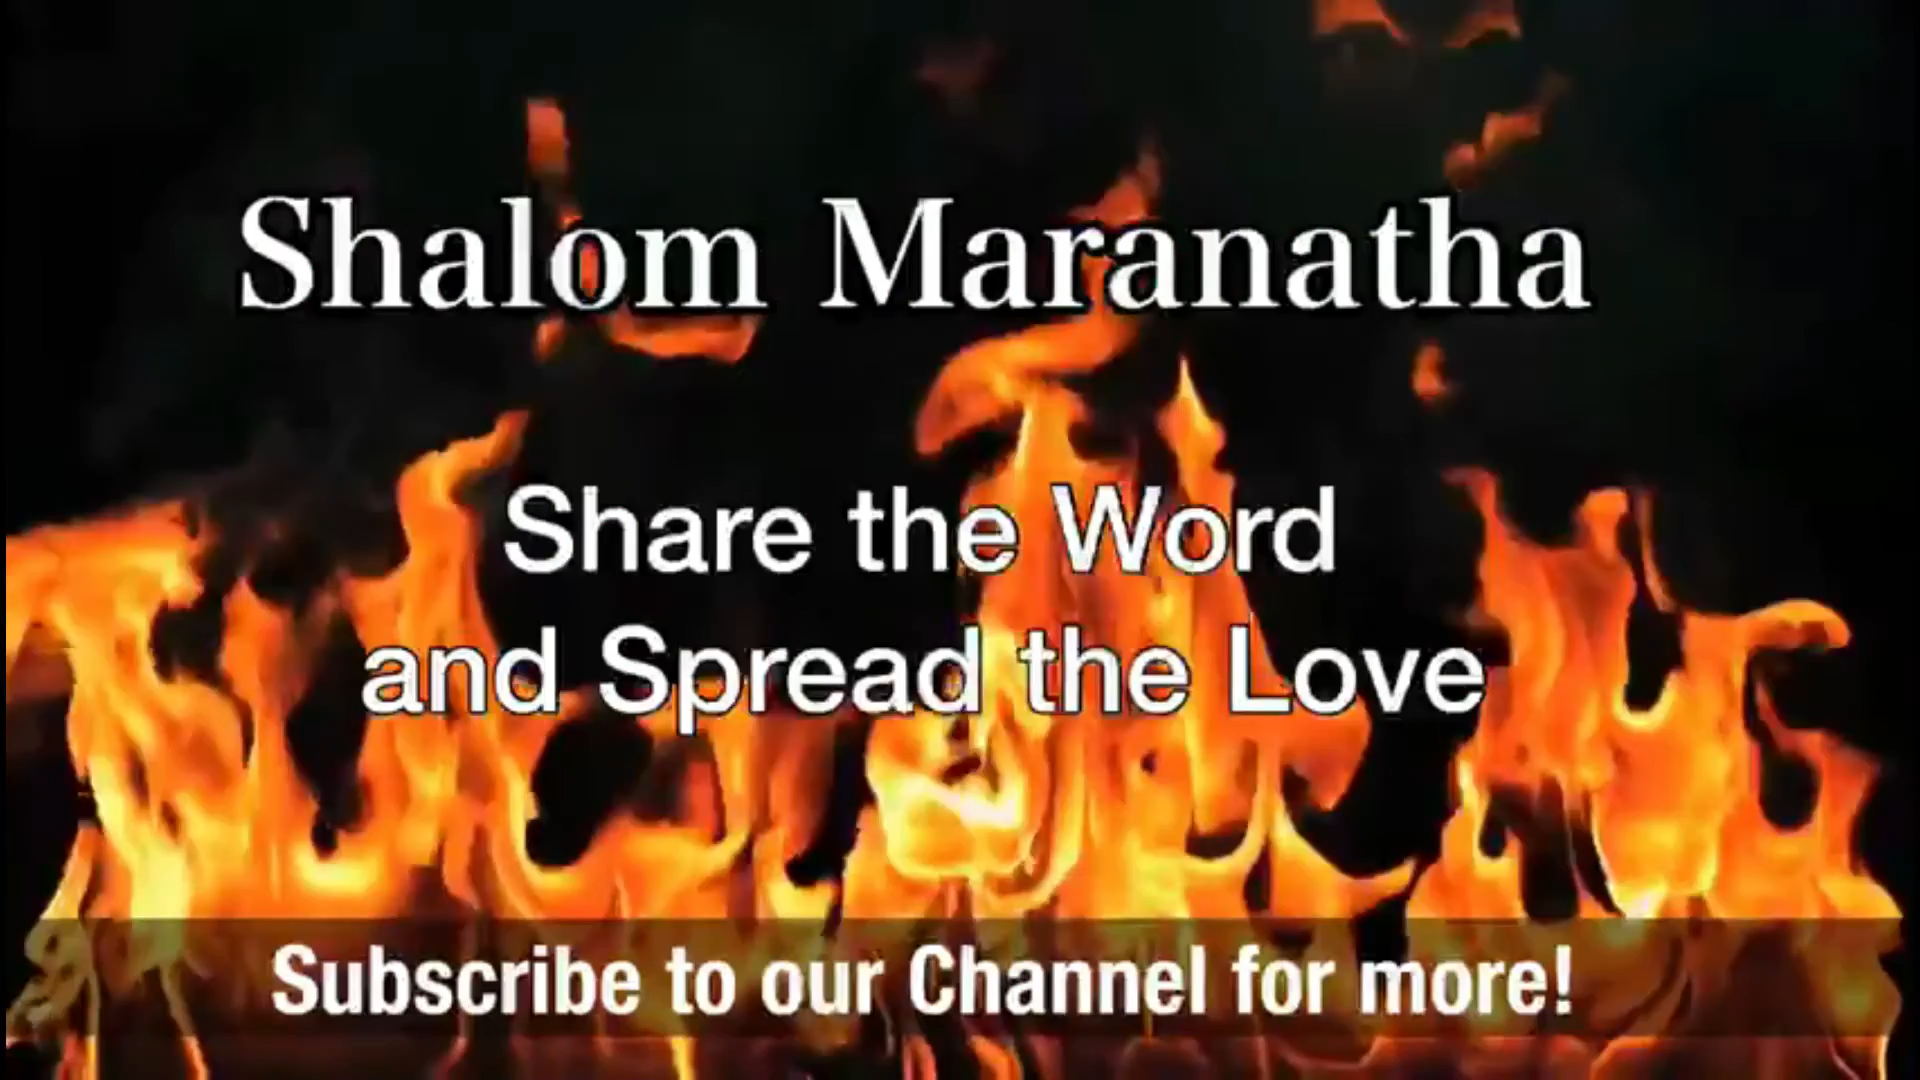 Shalom Maranatha
Share the Word
and Spread the Love
Subscribe to our Channel for more!